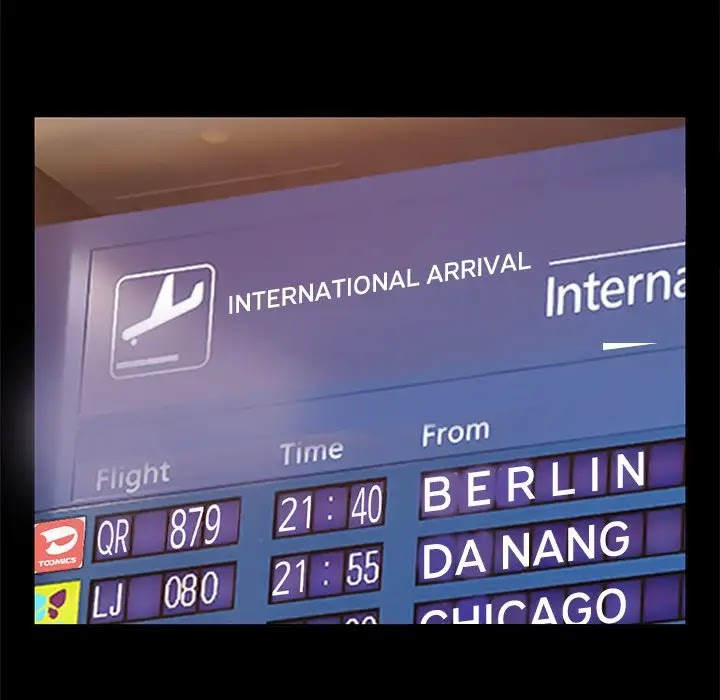 INTERNATIONAL ARRIVAL
Interna
Flight Time From
TOOMICS QR 879 21:40 BERLIN
LJ 080 21:55 DA NANG
CHICAGO